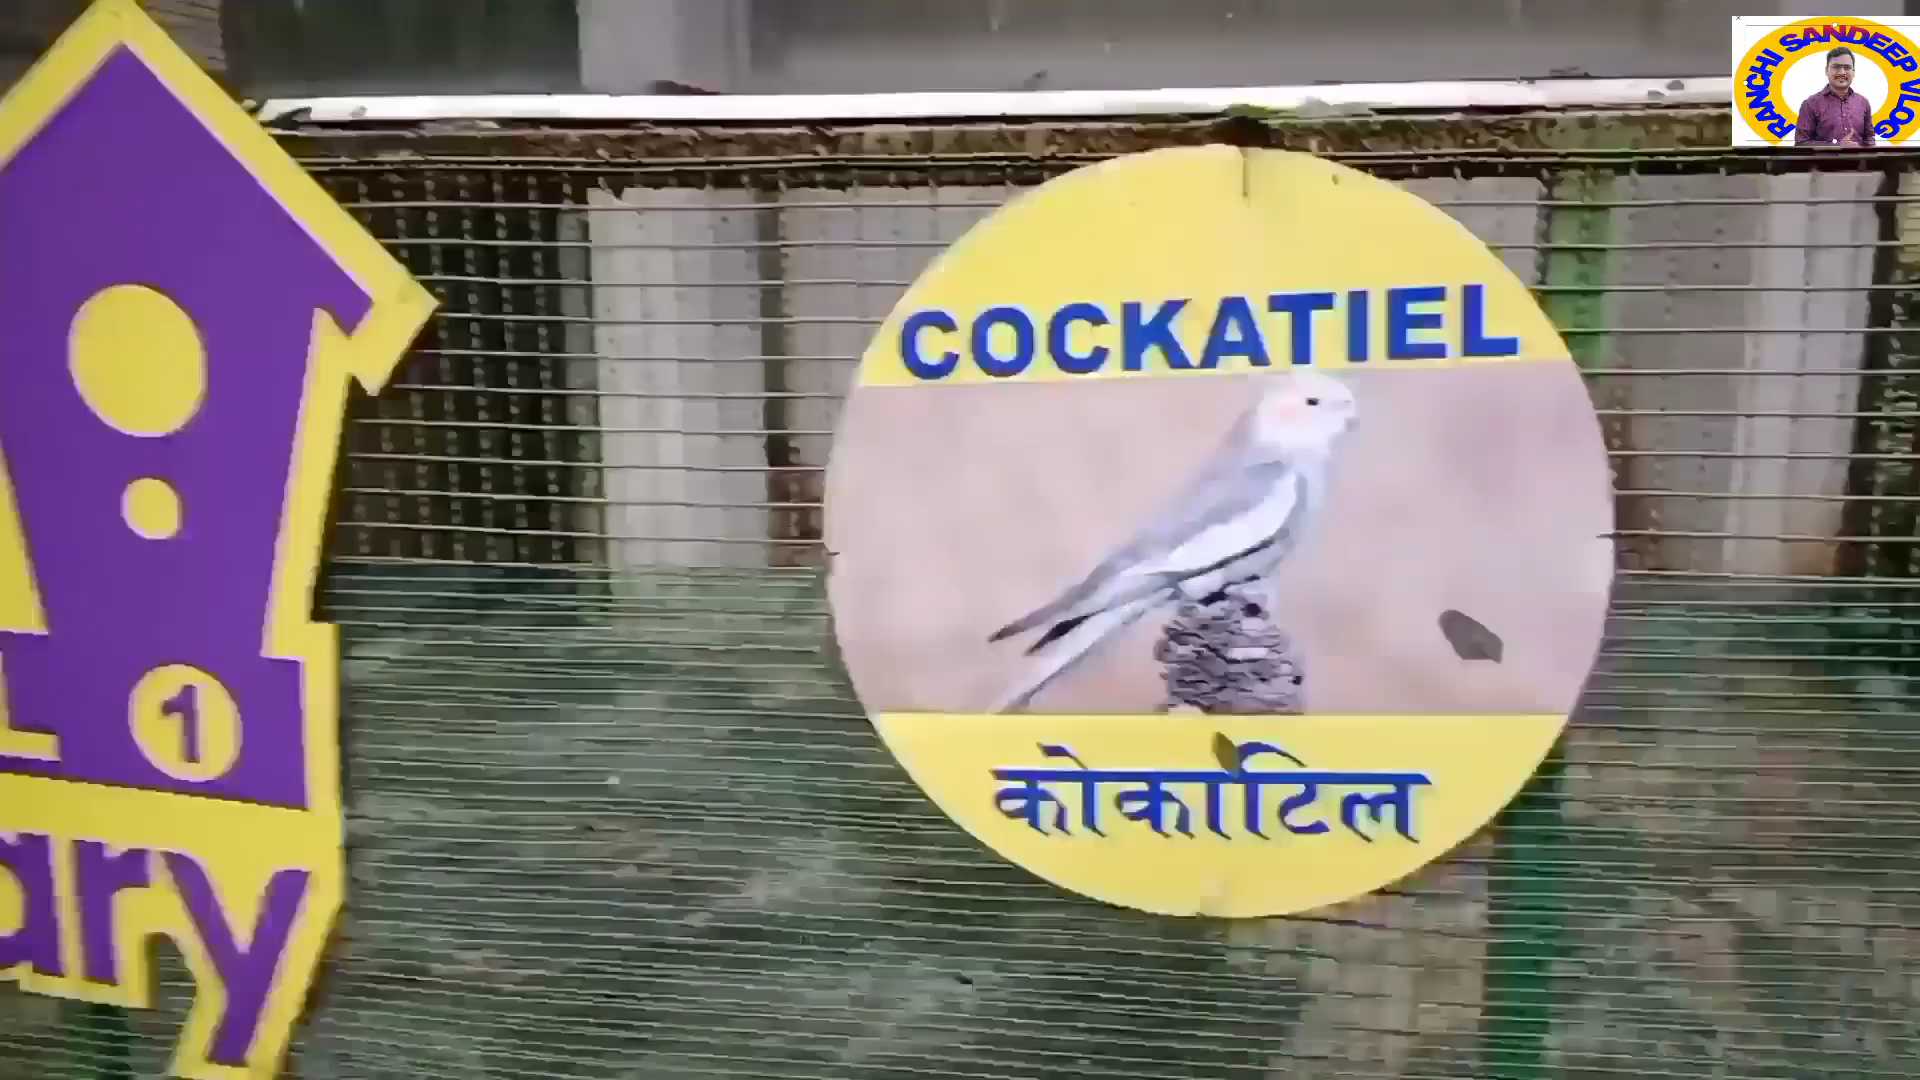 RANCHI SANDEEP VLOG
COCKATIEL
कोकाटिल
1
ary